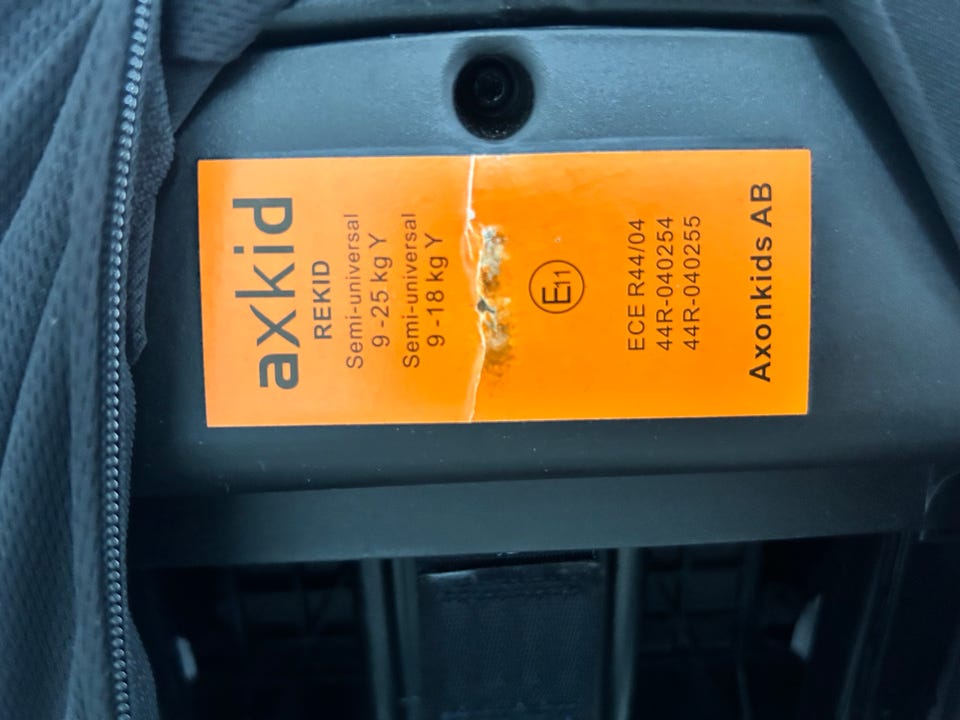 axkid
REKID
Semi-universal
9-25 kg Y
Semi-universal
9-18 kg Y
E11
ECE R44/04
44R-040254
44R-040255
Axonkids AB